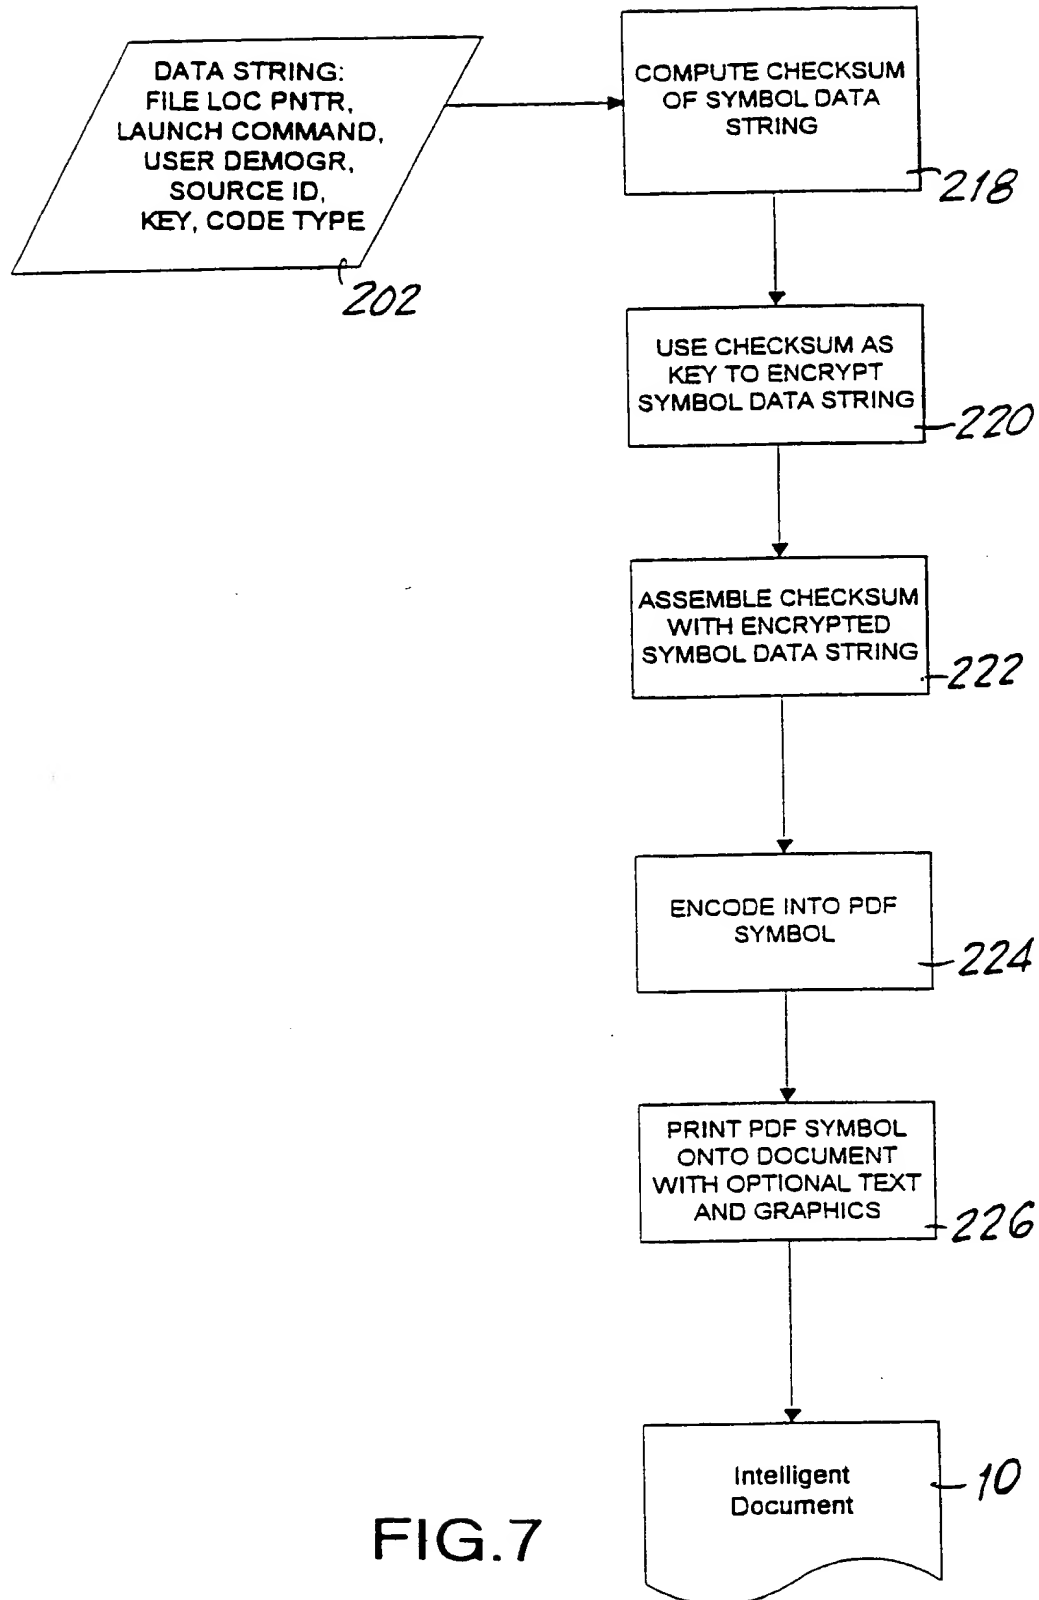 DATA STRING:
FILE LOC PNTR,
LAUNCH COMMAND,
USER DEMOGR,
SOURCE ID,
KEY, CODE TYPE
202
COMPUTE CHECKSUM
OF SYMBOL DATA
STRING
218
USE CHECKSUM AS
KEY TO ENCRYPT
SYMBOL DATA STRING
220
ASSEMBLE CHECKSUM
WITH ENCRYPTED
SYMBOL DATA STRING
222
ENCODE INTO PDF
SYMBOL
224
PRINT PDF SYMBOL
ONTO DOCUMENT
WITH OPTIONAL TEXT
AND GRAPHICS
226
Intelligent
Document
10
FIG.7